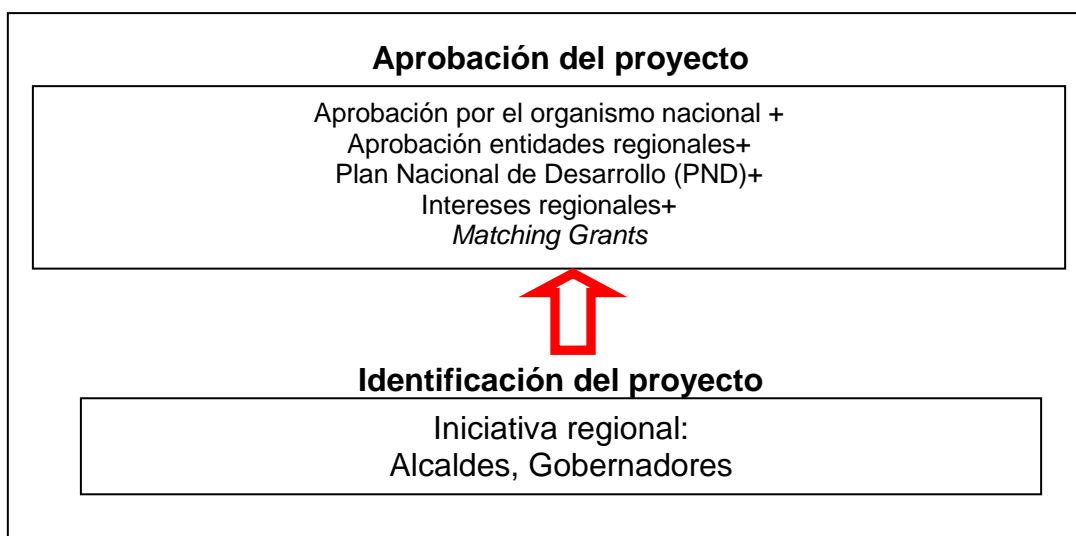 Aprobación del proyecto
Aprobación por el organismo nacional +
Aprobación entidades regionales+
Plan Nacional de Desarrollo (PND)+
Intereses regionales+
Matching Grants
Identificación del proyecto
Iniciativa regional:
Alcaldes, Gobernadores